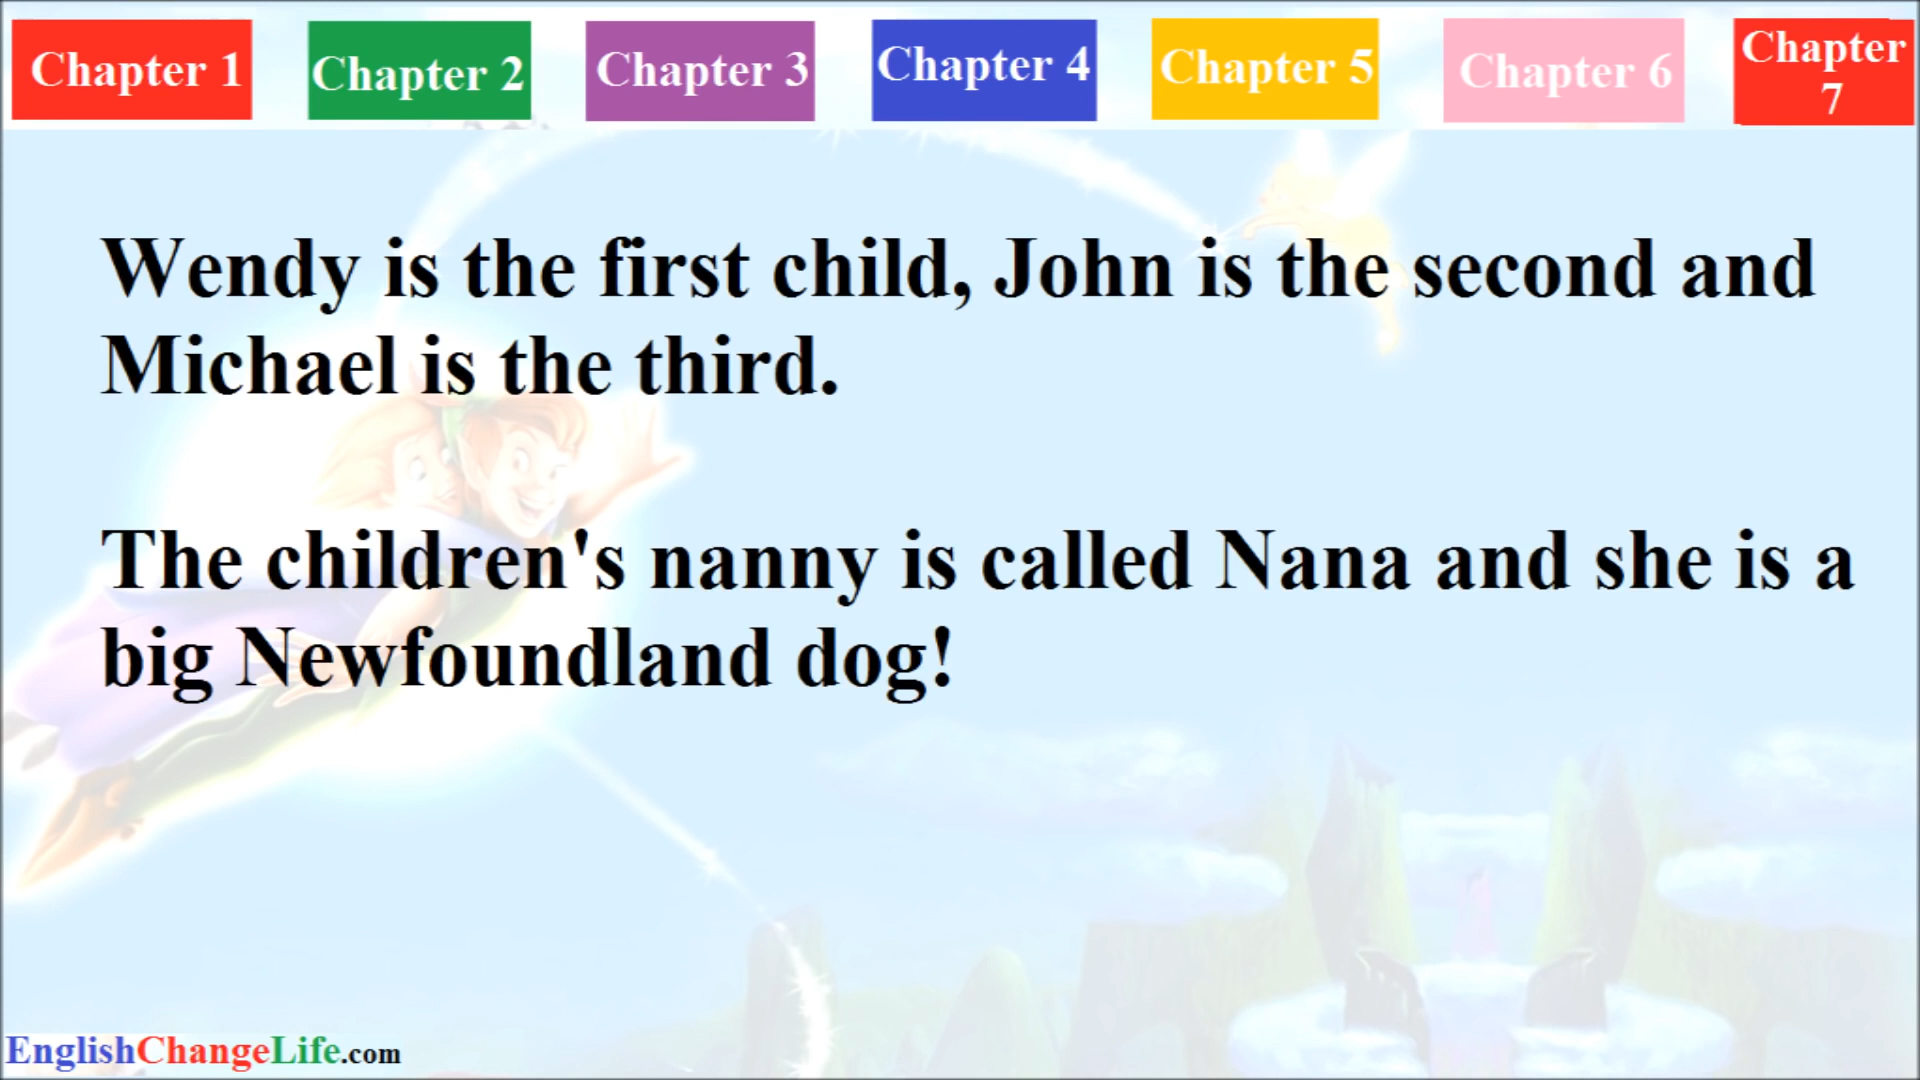 Chapter 1
Chapter 2
Chapter 3
Chapter 4
Chapter 5
Chapter 6
Chapter
7
Wendy is the first child, John is the second and
Michael is the third.
The children's nanny is called Nana and she is a
big Newfoundland dog!
EnglishChangeLife.com